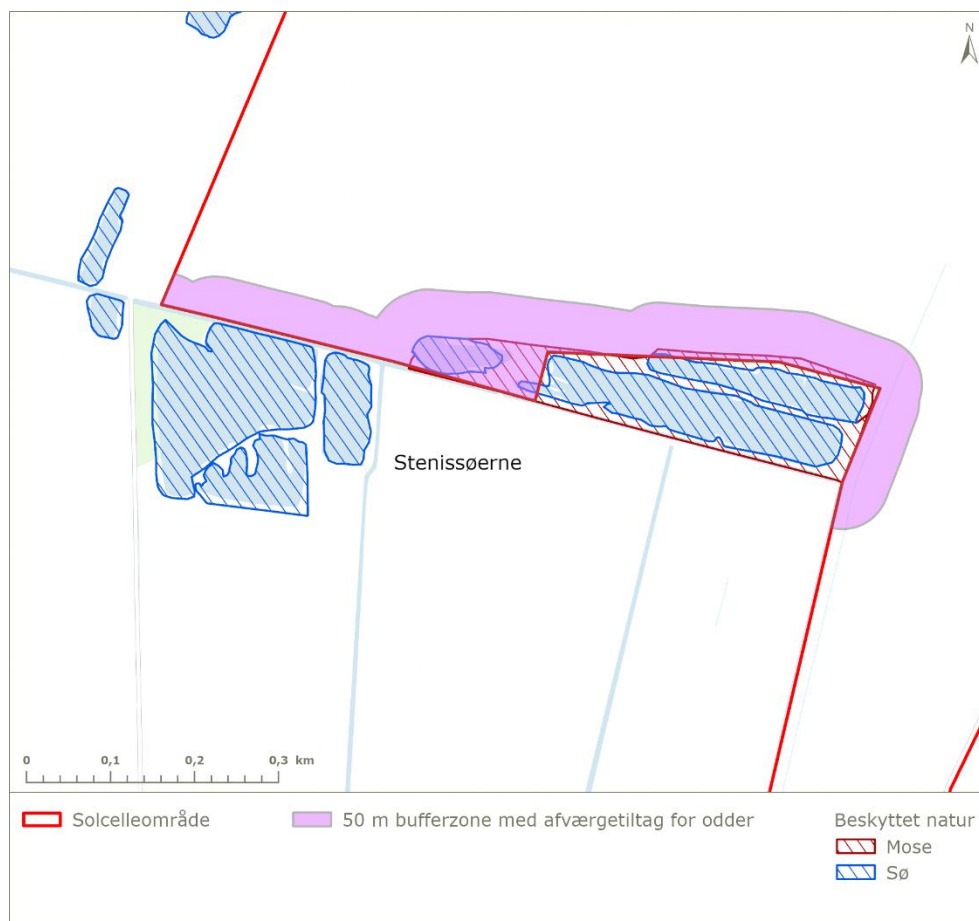 N
Stenissøerne
0 0,1 0,2 0,3 km
Solcelleområde
50 m bufferzone med afværgetiltag for odder
Beskyttet natur
Mose
Sø